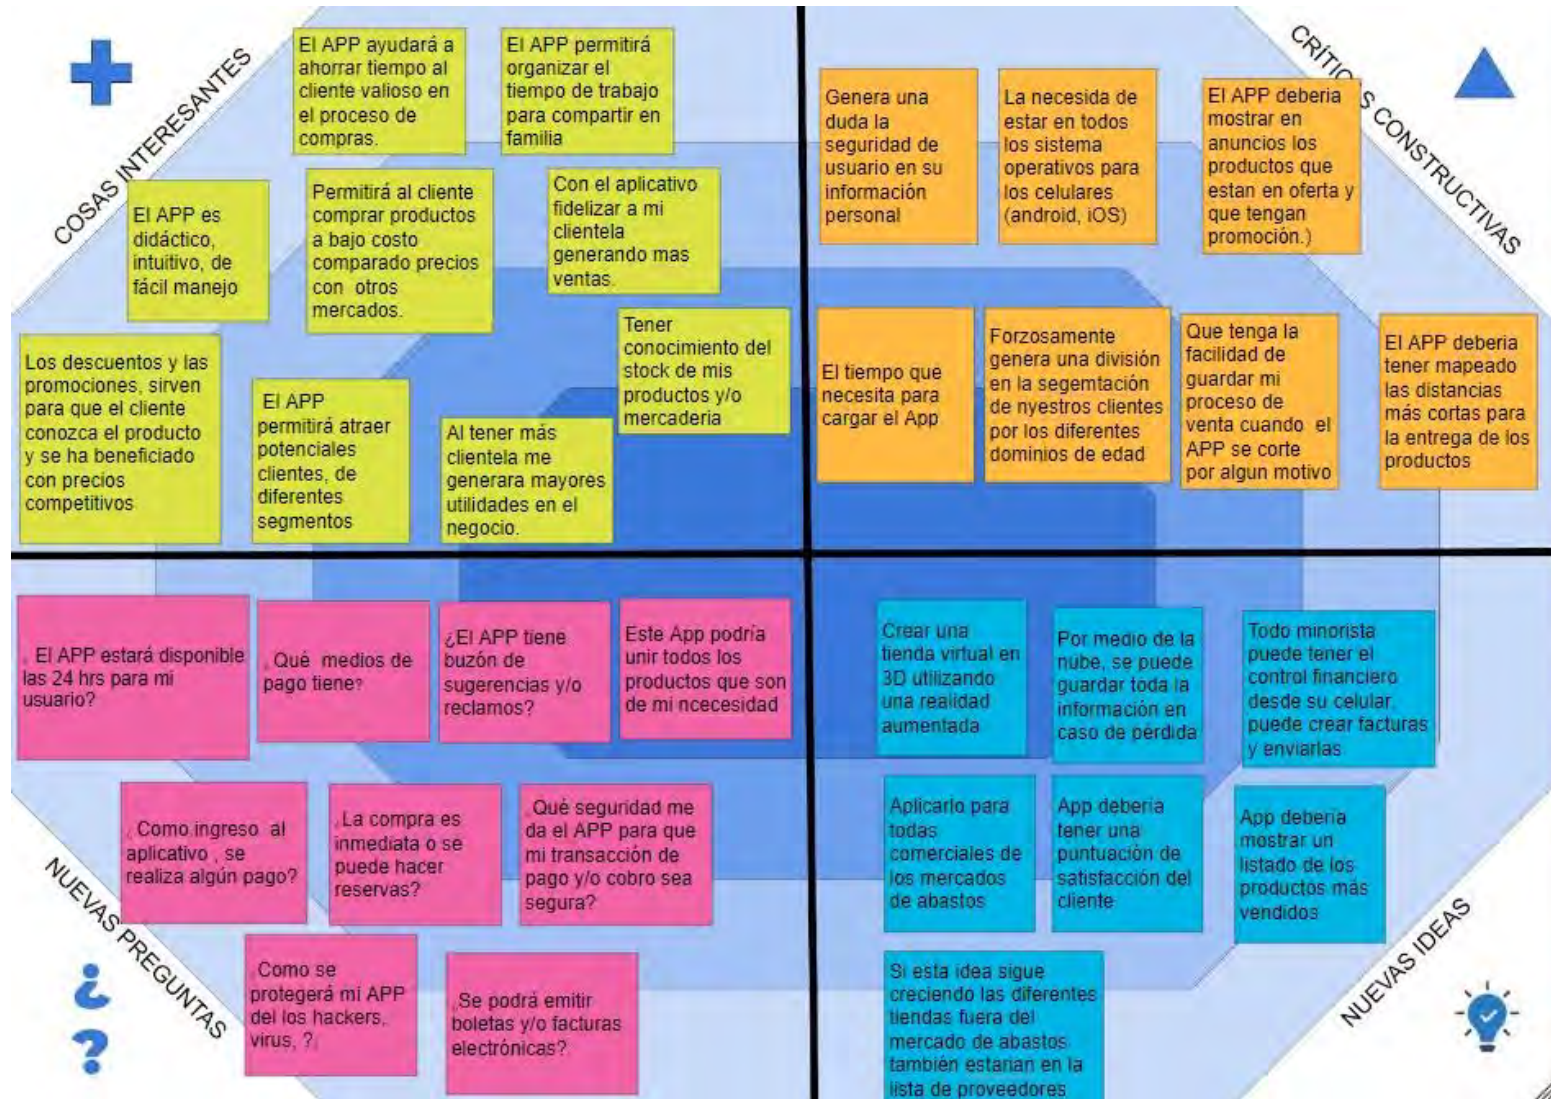 COSAS INTERESANTES
El APP ayudará a
ahorrar tiempo al
cliente valioso en
el proceso de
compras.
El APP permitirá
organizar el
tiempo de trabajo
para compartir en
familia
El APP es
didáctico,
intuitivo, de
fácil manejo
Permitirá al cliente
comprar productos
a bajo costo
comparado precios
con otros
mercados.
Con el aplicativo
fidelizar a mi
clientela
generando mas
ventas.
Los descuentos y las
promociones, sirven
para que el cliente
conozca el producto
y se ha beneficiado
con precios
competitivos
El APP
permitirá atraer
potenciales
clientes, de
diferentes
segmentos
Al tener más
clientela me
generara mayores
utilidades en el
negocio.
Tener
conocimiento del
stock de mis
productos y/o
mercaderia
CRÍTICAS CONSTRUCTIVAS
Genera una
duda la
seguridad de
usuario en su
información
personal
La necesida de
estar en todos
los sistema
operativos para
los celulares
(android, iOS)
El APP deberia
mostrar en
anuncios los
productos que
estan en oferta y
que tengan
promoción.)
El tiempo que
necesita para
cargar el App
Forzosamente
genera una división
en la segemtación
de nyestros clientes
por los diferentes
dominios de edad
Que tenga la
facilidad de
guardar mi
proceso de
venta cuando el
APP se corte
por algun motivo
El APP deberia
tener mapeado
las distancias
más cortas para
la entrega de los
productos
NUEVAS PREGUNTAS
¿
?
¿El APP estará disponible
las 24 hrs para mi
usuario?
¿Qué medios de
pago tiene?
¿El APP tiene
buzón de
sugerencias y/o
reclamos?
Este App podría
unir todos los
productos que son
de mi ncecesidad
¿Como ingreso al
aplicativo , se
realiza algún pago?
¿La compra es
inmediata o se
puede hacer
reservas?
¿Qué seguridad me
da el APP para que
mi transacción de
pago y/o cobro sea
segura?
¿Como se
protegerá mi APP
del los hackers,
virus, ?
¿Se podrá emitir
boletas y/o facturas
electrónicas?
NUEVAS IDEAS
Crear una
tienda virtual en
3D utilizando
una realidad
aumentada
Por medio de la
nube, se puede
guardar toda la
información en
caso de pérdida
Todo minorista
puede tener el
control financiero
desde su celular,
puede crear facturas
y enviarlas
Aplicarlo para
todas
comerciales de
los mercados
de abastos
App deberia
tener una
puntuación de
satisfacción del
cliente
App deberia
mostrar un
listado de los
productos más
vendidos
Si esta idea sigue
creciendo las diferentes
tiendas fuera del
mercado de abastos
también estarian en la
lista de proveedores